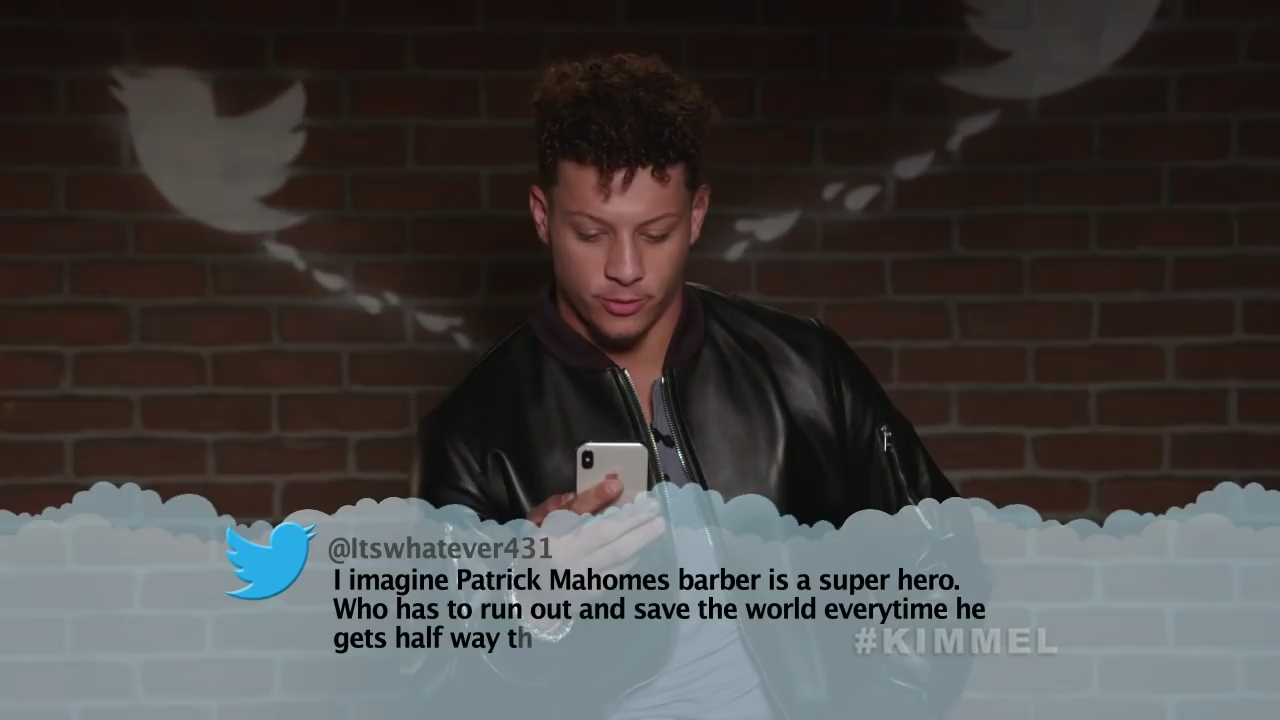 @Itswhatever431
I imagine Patrick Mahomes barber is a super hero.
Who has to run out and save the world everytime he
gets half way th
#KIMMEL